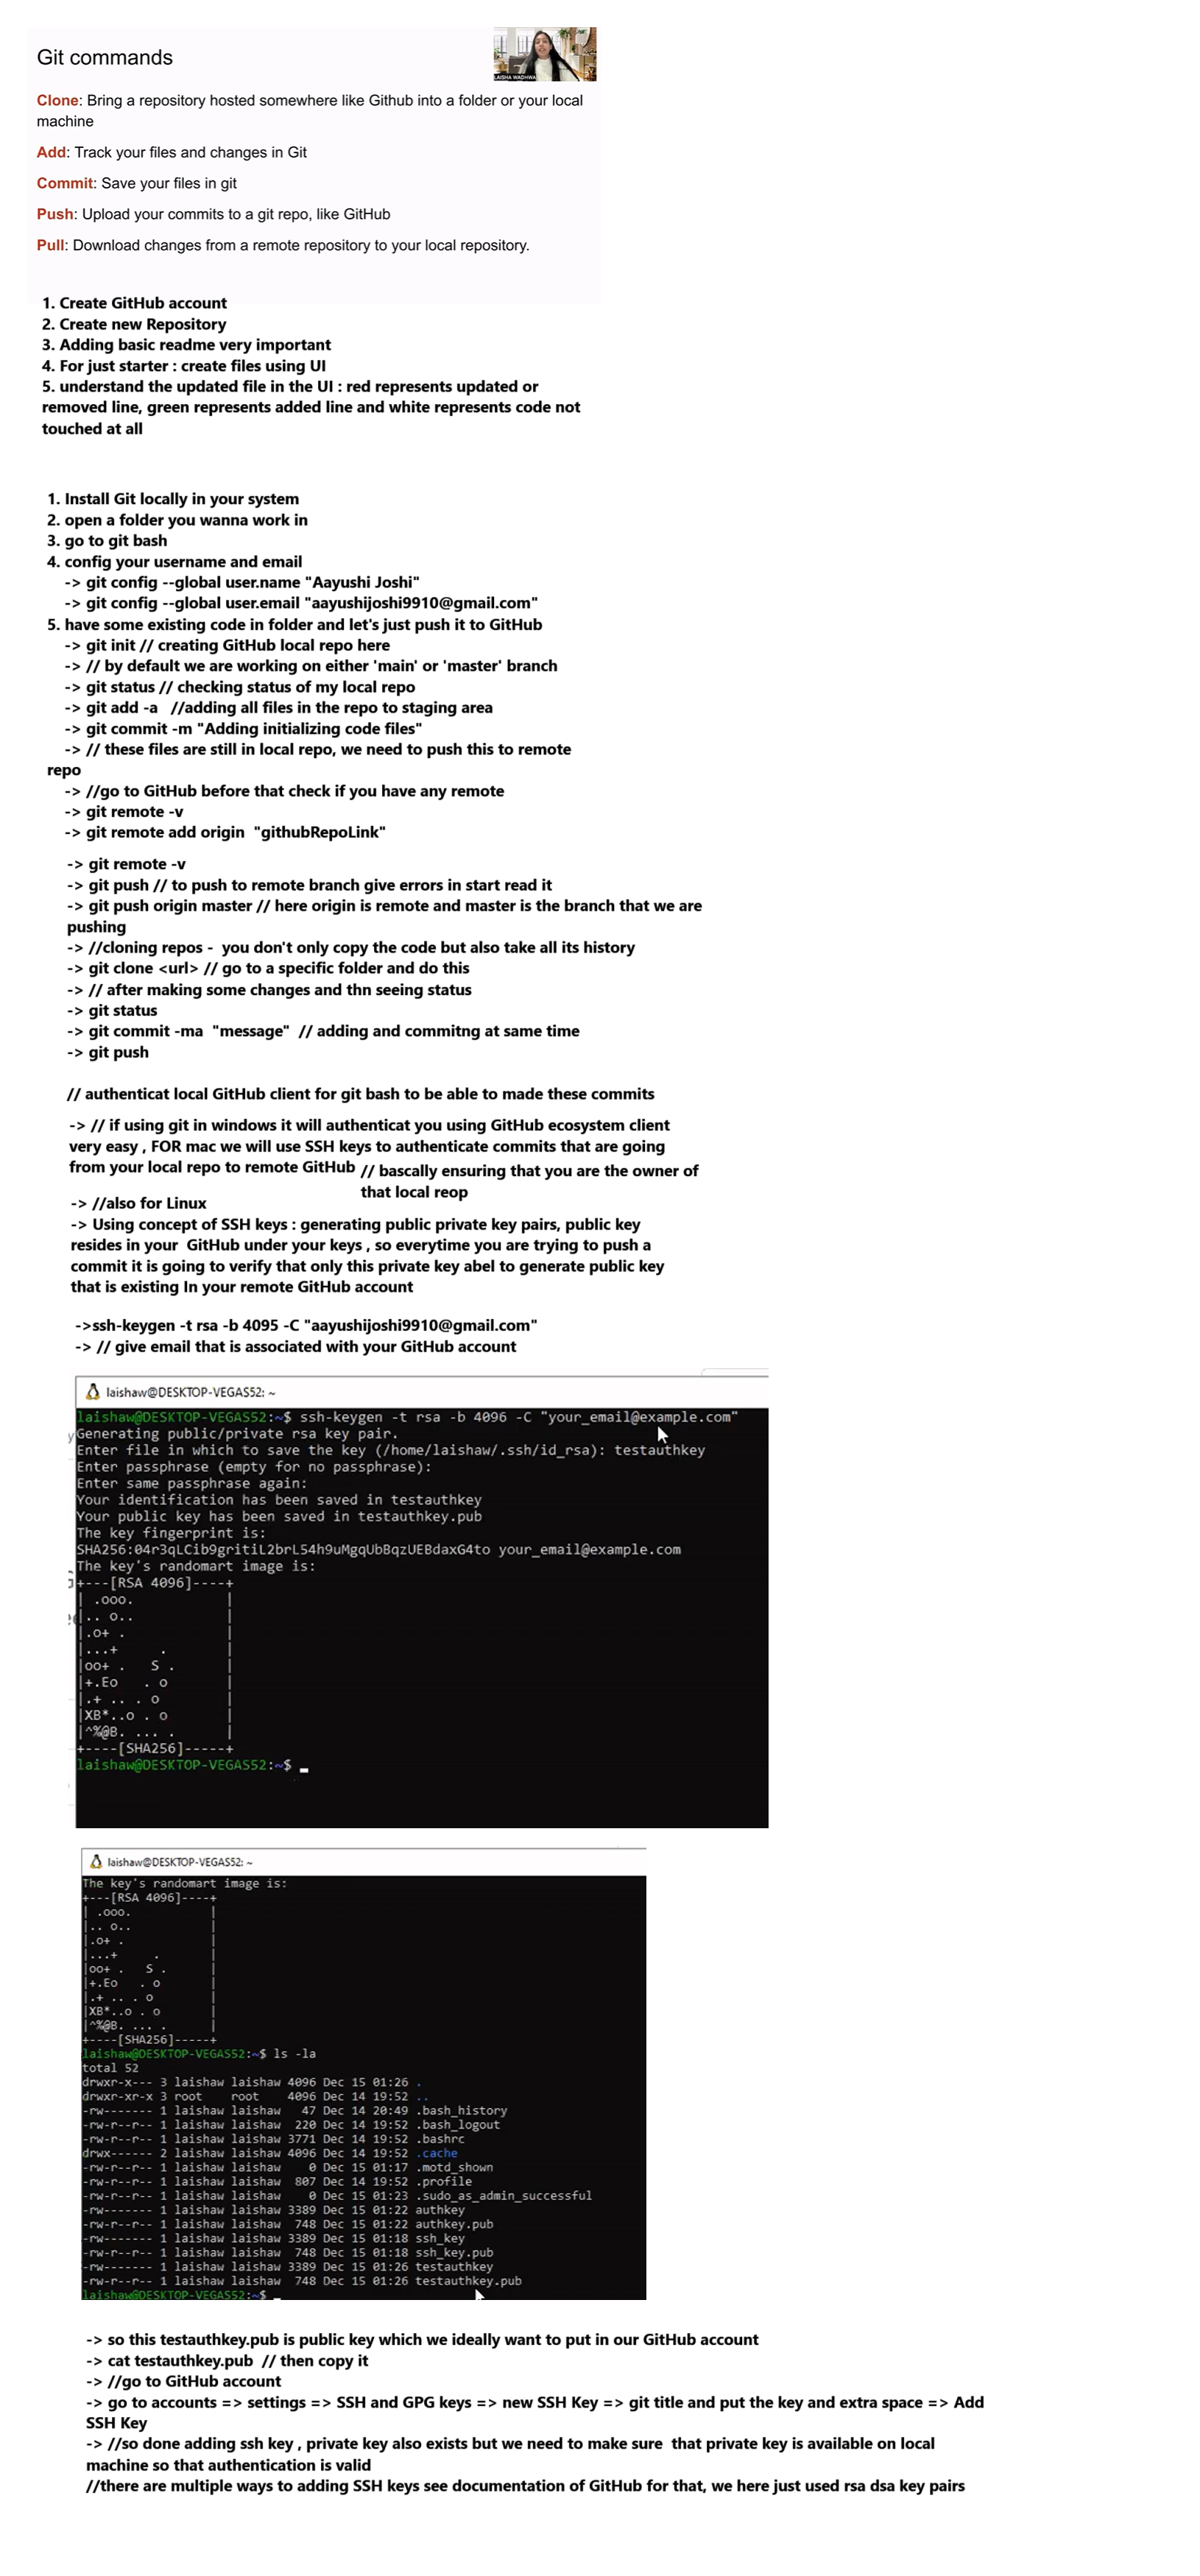 Git commands
LAISHA WADHWA
Clone: Bring a repository hosted somewhere like Github into a folder or your local
machine
Add: Track your files and changes in Git
Commit: Save your files in git
Push: Upload your commits to a git repo, like GitHub
Pull: Download changes from a remote repository to your local repository.
1. Create GitHub account
2. Create new Repository
3. Adding basic readme very important
4. For just starter : create files using UI
5. understand the updated file in the UI : red represents updated or
removed line, green represents added line and white represents code not
touched at all
1. Install Git locally in your system
2. open a folder you wanna work in
3. go to git bash
4. config your username and email
-> git config --global user.name "Aayushi Joshi"
-> git config --global user.email "aayushijoshi9910@gmail.com"
5. have some existing code in folder and let's just push it to GitHub
-> git init // creating GitHub local repo here
-> // by default we are working on either 'main' or 'master' branch
-> git status // checking status of my local repo
-> git add -a   //adding all files in the repo to staging area
-> git commit -m "Adding initializing code files"
-> // these files are still in local repo, we need to push this to remote
repo
-> //go to GitHub before that check if you have any remote
-> git remote -v
-> git remote add origin  "githubRepoLink"
-> git remote -v
-> git push // to push to remote branch give errors in start read it
-> git push origin master // here origin is remote and master is the branch that we are
pushing
-> //cloning repos -  you don't only copy the code but also take all its history
-> git clone <url> // go to a specific folder and do this
-> // after making some changes and thn seeing status
-> git status
-> git commit -ma  "message"  // adding and commitng at same time
-> git push
// authenticat local GitHub client for git bash to be able to made these commits
-> // if using git in windows it will authenticat you using GitHub ecosystem client
very easy , FOR mac we will use SSH keys to authenticate commits that are going
from your local repo to remote GitHub
// bascally ensuring that you are the owner of
that local reop
-> //also for Linux
-> Using concept of SSH keys : generating public private key pairs, public key
resides in your  GitHub under your keys , so everytime you are trying to push a
commit it is going to verify that only this private key abel to generate public key
that is existing In your remote GitHub account
->ssh-keygen -t rsa -b 4095 -C "aayushijoshi9910@gmail.com"
-> // give email that is associated with your GitHub account
laishaw@DESKTOP-VEGAS52: ~
laishaw@DESKTOP-VEGAS52:~$ ssh-keygen -t rsa -b 4096 -C "your_email@example.com"
Generating public/private rsa key pair.
Enter file in which to save the key (/home/laishaw/.ssh/id_rsa): testauthkey
Enter passphrase (empty for no passphrase):
Enter same passphrase again:
Your identification has been saved in testauthkey
Your public key has been saved in testauthkey.pub
The key fingerprint is:
SHA256:04r3qLCib9gritiL2brL54h9uMgqUbBqzUEBdaxG4to your_email@example.com
The key's randomart image is:
+---[RSA 4096]----+
| .ooo.           |
|.. o..           |
|.o+ .            |
|...+     .       |
|oo+ .   S .      |
|+.Eo   . o       |
|.+ .. . o        |
|XB*..o . o       |
|^%@B. ... .      |
+----[SHA256]-----+
laishaw@DESKTOP-VEGAS52:~$
laishaw@DESKTOP-VEGAS52: ~
The key's randomart image is:
+---[RSA 4096]----+
| .ooo.           |
|.. o..           |
|.o+ .            |
|...+     .       |
|oo+ .   S .      |
|+.Eo   . o       |
|.+ .. . o        |
|XB*..o . o       |
|^%@B. ... .      |
+----[SHA256]-----+
laishaw@DESKTOP-VEGAS52:~$ ls -la
total 52
drwxr-x--- 3 laishaw laishaw 4096 Dec 15 01:26 .
drwxr-xr-x 3 root    root    4096 Dec 14 19:52 ..
-rw------- 1 laishaw laishaw   47 Dec 14 20:49 .bash_history
-rw-r--r-- 1 laishaw laishaw  220 Dec 14 19:52 .bash_logout
-rw-r--r-- 1 laishaw laishaw 3771 Dec 14 19:52 .bashrc
drwx------ 2 laishaw laishaw 4096 Dec 14 19:52 .cache
-rw-r--r-- 1 laishaw laishaw    0 Dec 15 01:17 .motd_shown
-rw-r--r-- 1 laishaw laishaw  807 Dec 14 19:52 .profile
-rw-r--r-- 1 laishaw laishaw    0 Dec 15 01:23 .sudo_as_admin_successful
-rw------- 1 laishaw laishaw 3389 Dec 15 01:22 authkey
-rw-r--r-- 1 laishaw laishaw  748 Dec 15 01:22 authkey.pub
-rw------- 1 laishaw laishaw 3389 Dec 15 01:18 ssh_key
-rw-r--r-- 1 laishaw laishaw  748 Dec 15 01:18 ssh_key.pub
-rw------- 1 laishaw laishaw 3389 Dec 15 01:26 testauthkey
-rw-r--r-- 1 laishaw laishaw  748 Dec 15 01:26 testauthkey.pub
laishaw@DESKTOP-VEGAS52:~$
-> so this testauthkey.pub is public key which we ideally want to put in our GitHub account
-> cat testauthkey.pub  // then copy it
-> //go to GitHub account
-> go to accounts => settings => SSH and GPG keys => new SSH Key => git title and put the key and extra space => Add
SSH Key
-> //so done adding ssh key , private key also exists but we need to make sure  that private key is available on local
machine so that authentication is valid
//there are multiple ways to adding SSH keys see documentation of GitHub for that, we here just used rsa dsa key pairs